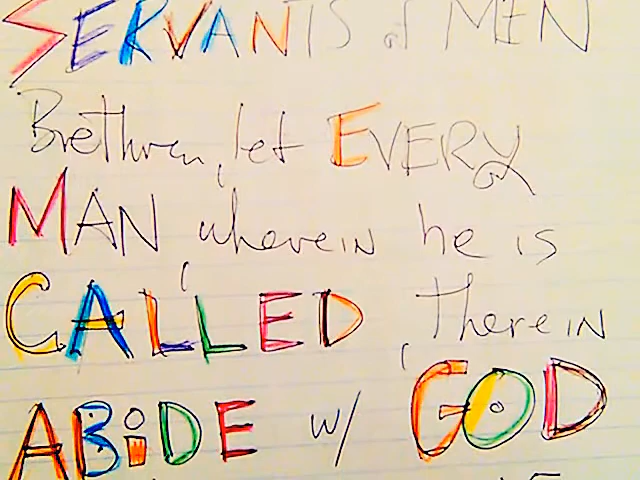 SERVANTS of MEN
Brethren, let EVERY
MAN, wherein he is
CALLED, therein
ABiDE w/ GOD